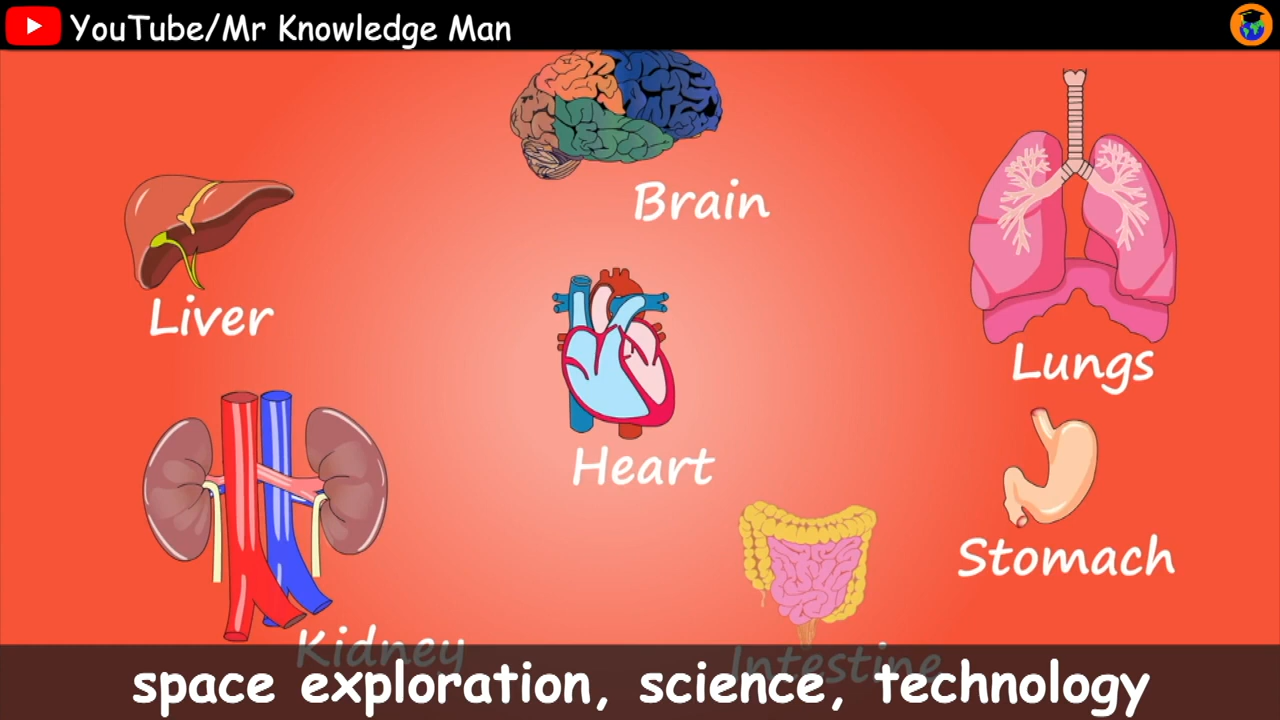 YouTube/Mr Knowledge Man
Brain
Liver
Lungs
Heart
Stomach
Kidney
Intestine
space exploration, science, technology